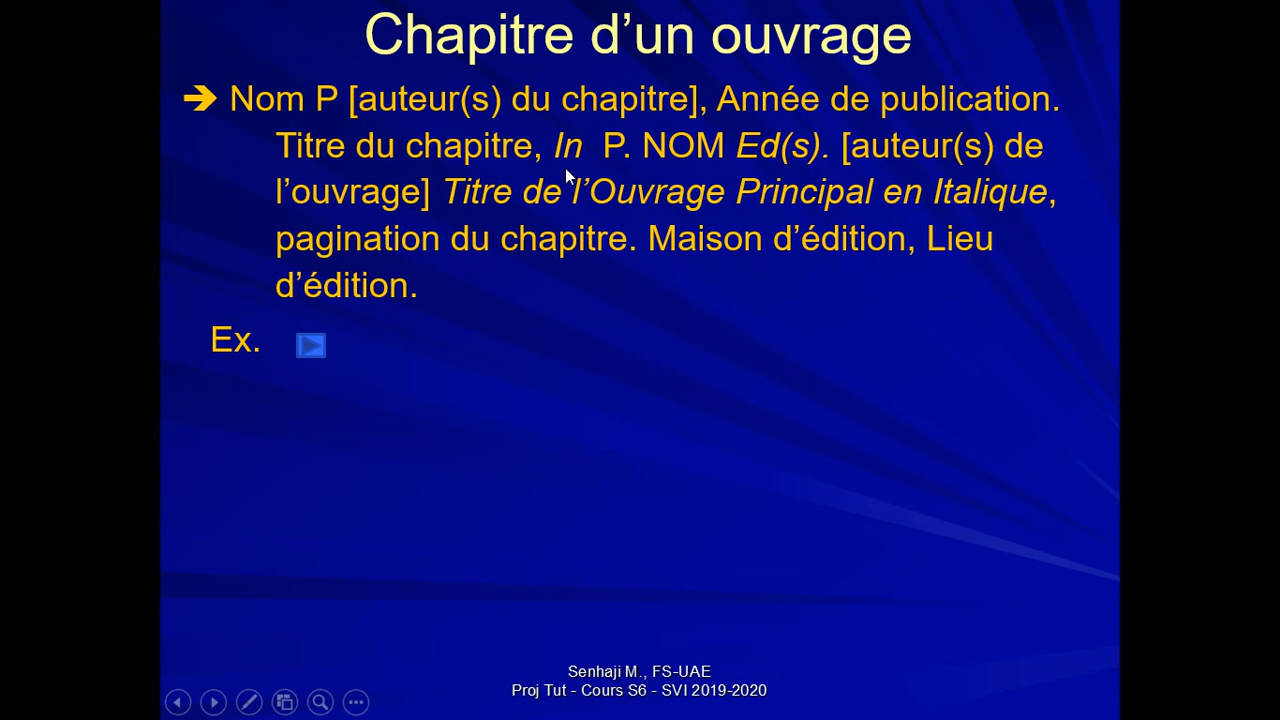 Chapitre d’un ouvrage
➔ Nom P [auteur(s) du chapitre], Année de publication.
Titre du chapitre, In P. NOM Ed(s). [auteur(s) de
l’ouvrage] Titre de l’Ouvrage Principal en Italique,
pagination du chapitre. Maison d’édition, Lieu
d’édition.
Ex.
Senhaji M., FS-UAE
Proj Tut - Cours S6 - SVI 2019-2020